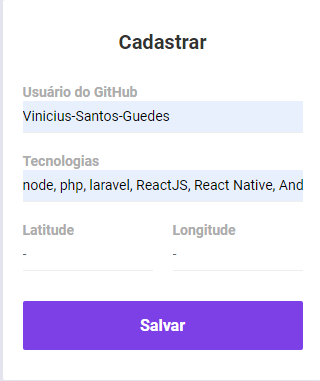 Cadastrar
Usuário do GitHub
Vinicius-Santos-Guedes
Tecnologias
node, php, laravel, ReactJS, React Native, And
Latitude Longitude
- -
Salvar